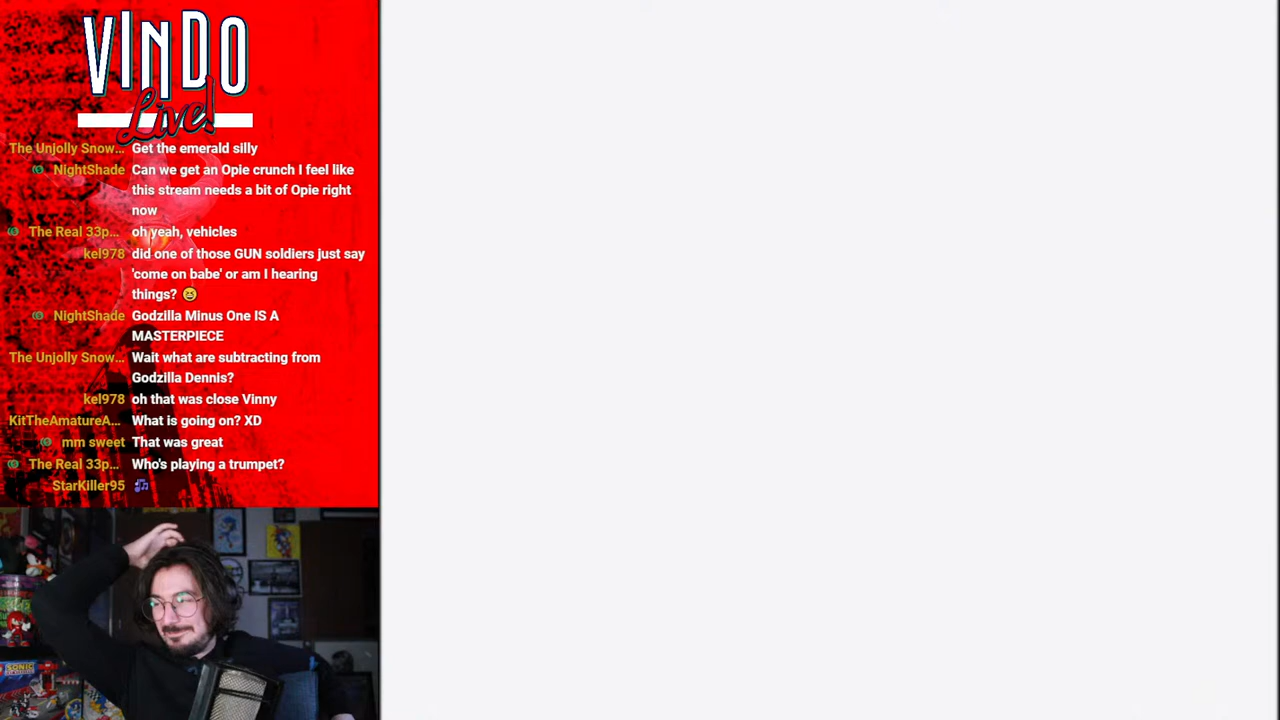 VINDO
Live!
The Unjolly Snow... Get the emerald silly
NightShade Can we get an Opie crunch I feel like
this stream needs a bit of Opie right
now
The Real 33p... oh yeah, vehicles
kel978 did one of those GUN soldiers just say
'come on babe' or am I hearing
things? 😆
NightShade Godzilla Minus One IS A
MASTERPIECE
The Unjolly Snow... Wait what are subtracting from
Godzilla Dennis?
kel978 oh that was close Vinny
KitTheAmatureA... What is going on? XD
mm sweet That was great
The Real 33p... Who's playing a trumpet?
StarKiller95 🎶
SONIC